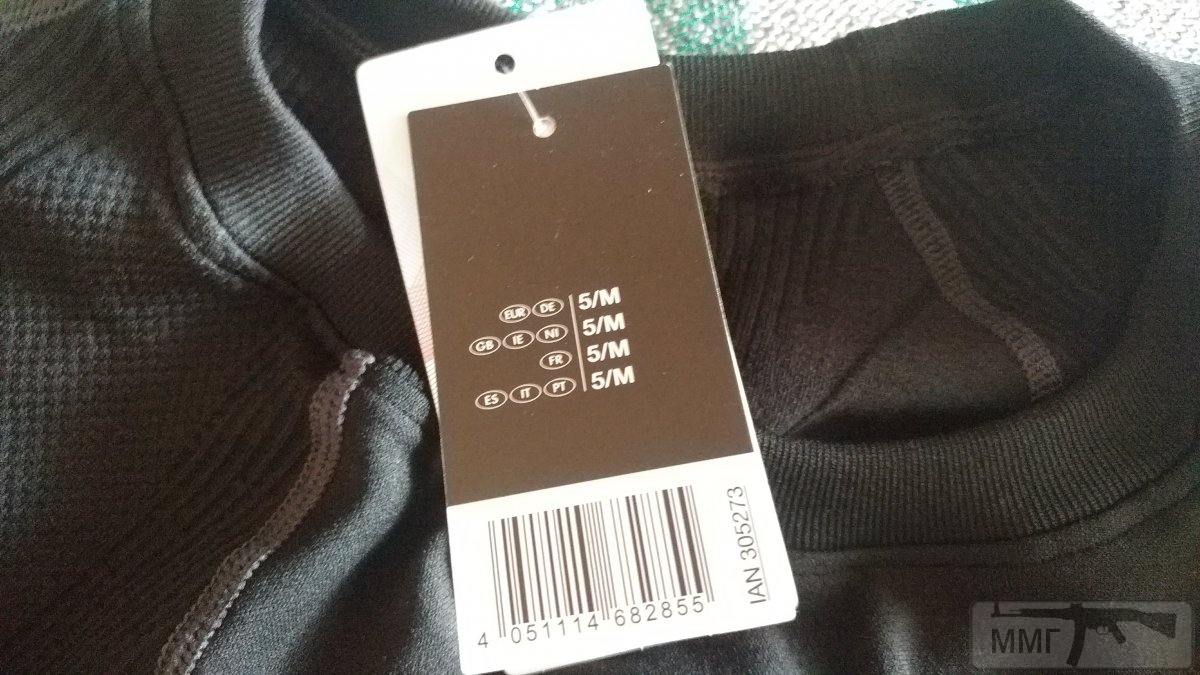 EUR DE 5/M
GB IE NI 5/M
FR 5/M
ES IT PT 5/M
4 051114 682855
IAN 305273
ММГ